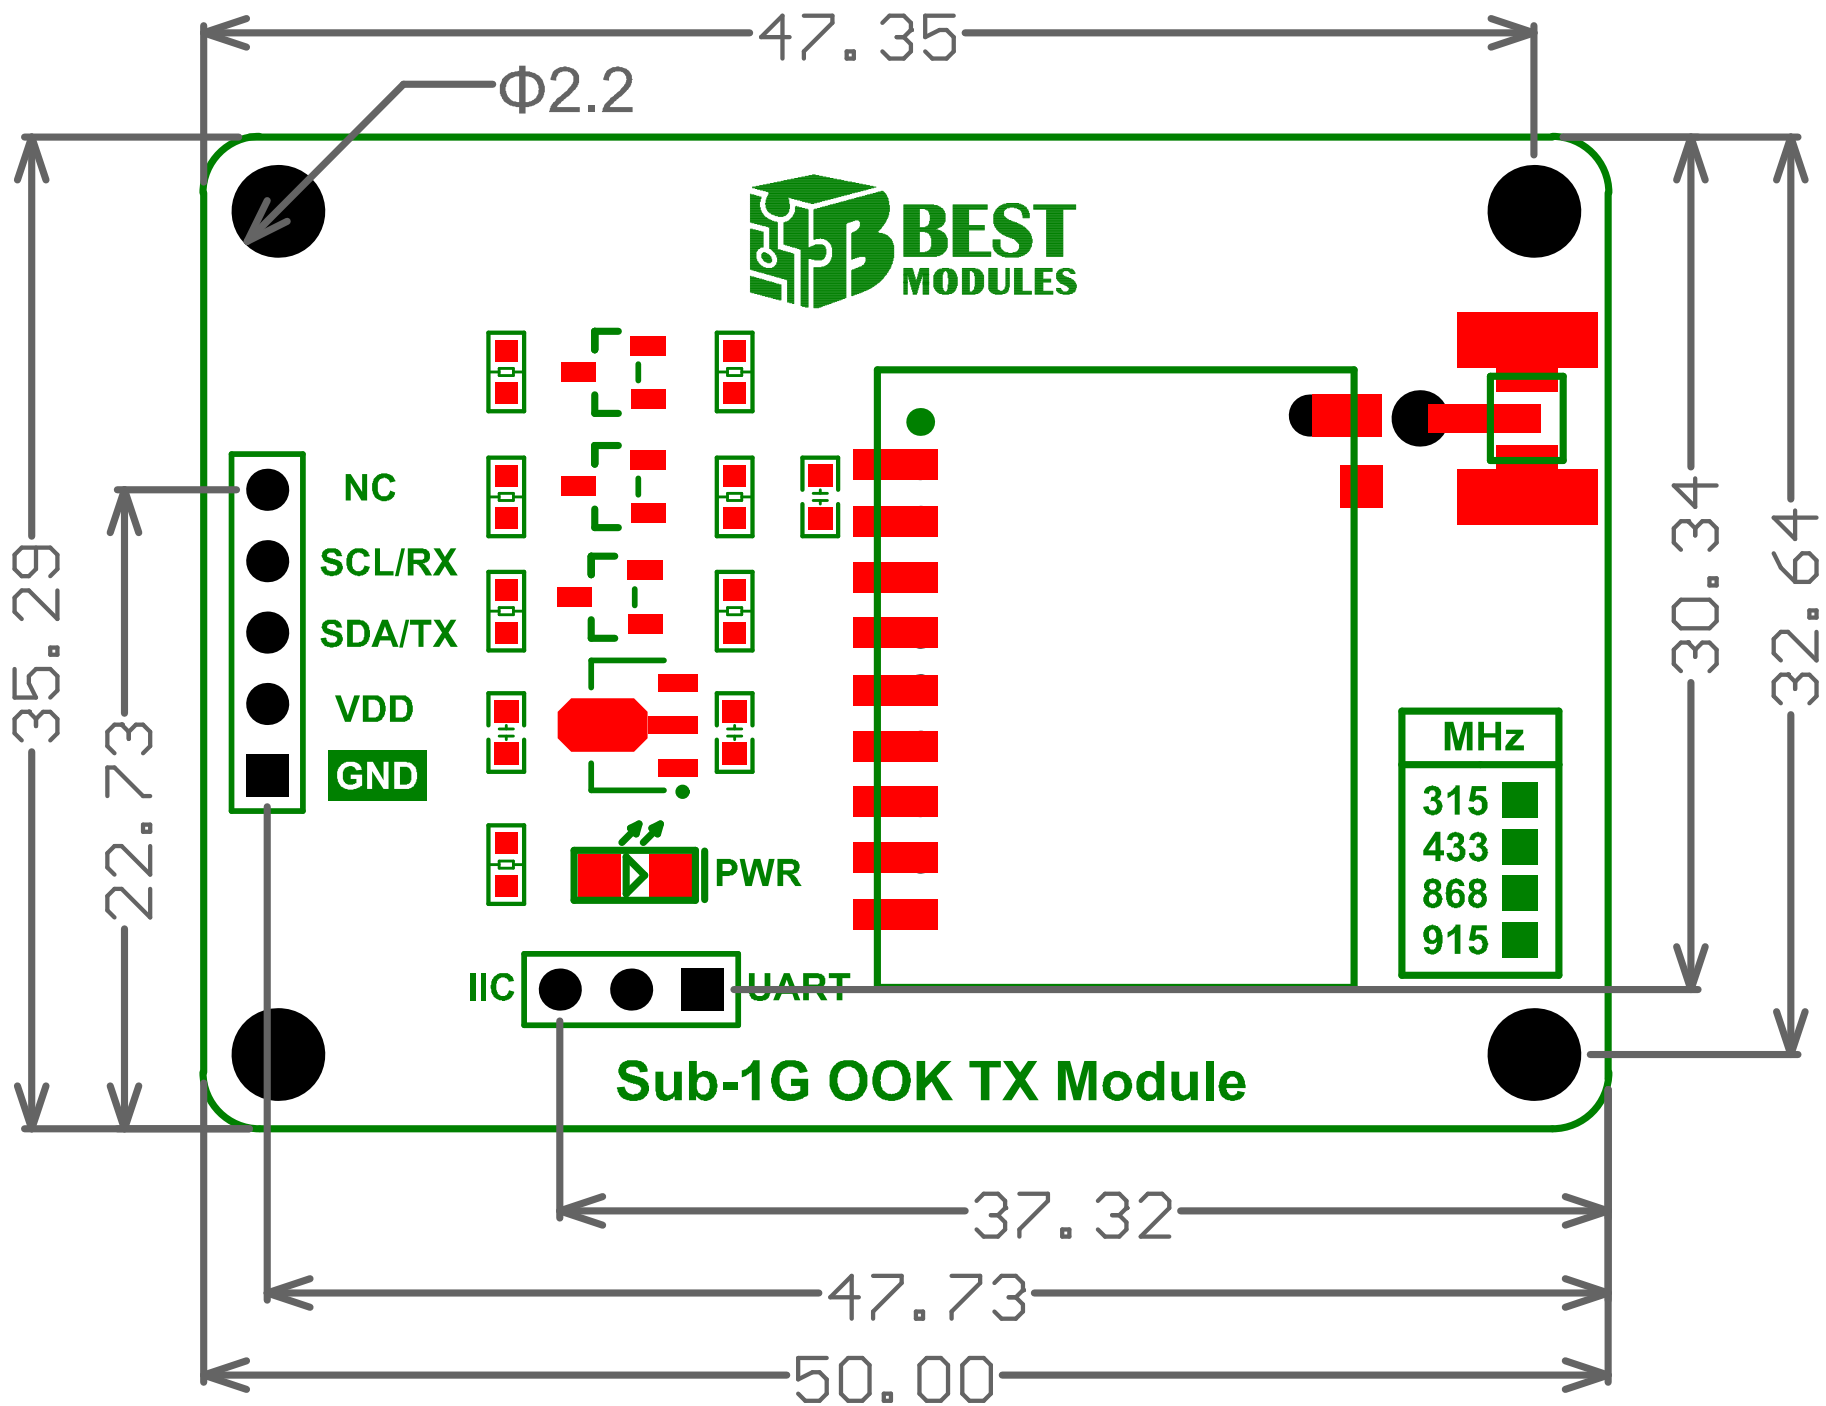 47.35
Φ2.2
BEST
MODULES
NC
SCL/RX
SDA/TX
VDD
GND
35.29
22.73
30.34
32.64
MHz
315
433
868
915
PWR
IIC
UART
Sub-1G OOK TX Module
37.32
47.73
50.00